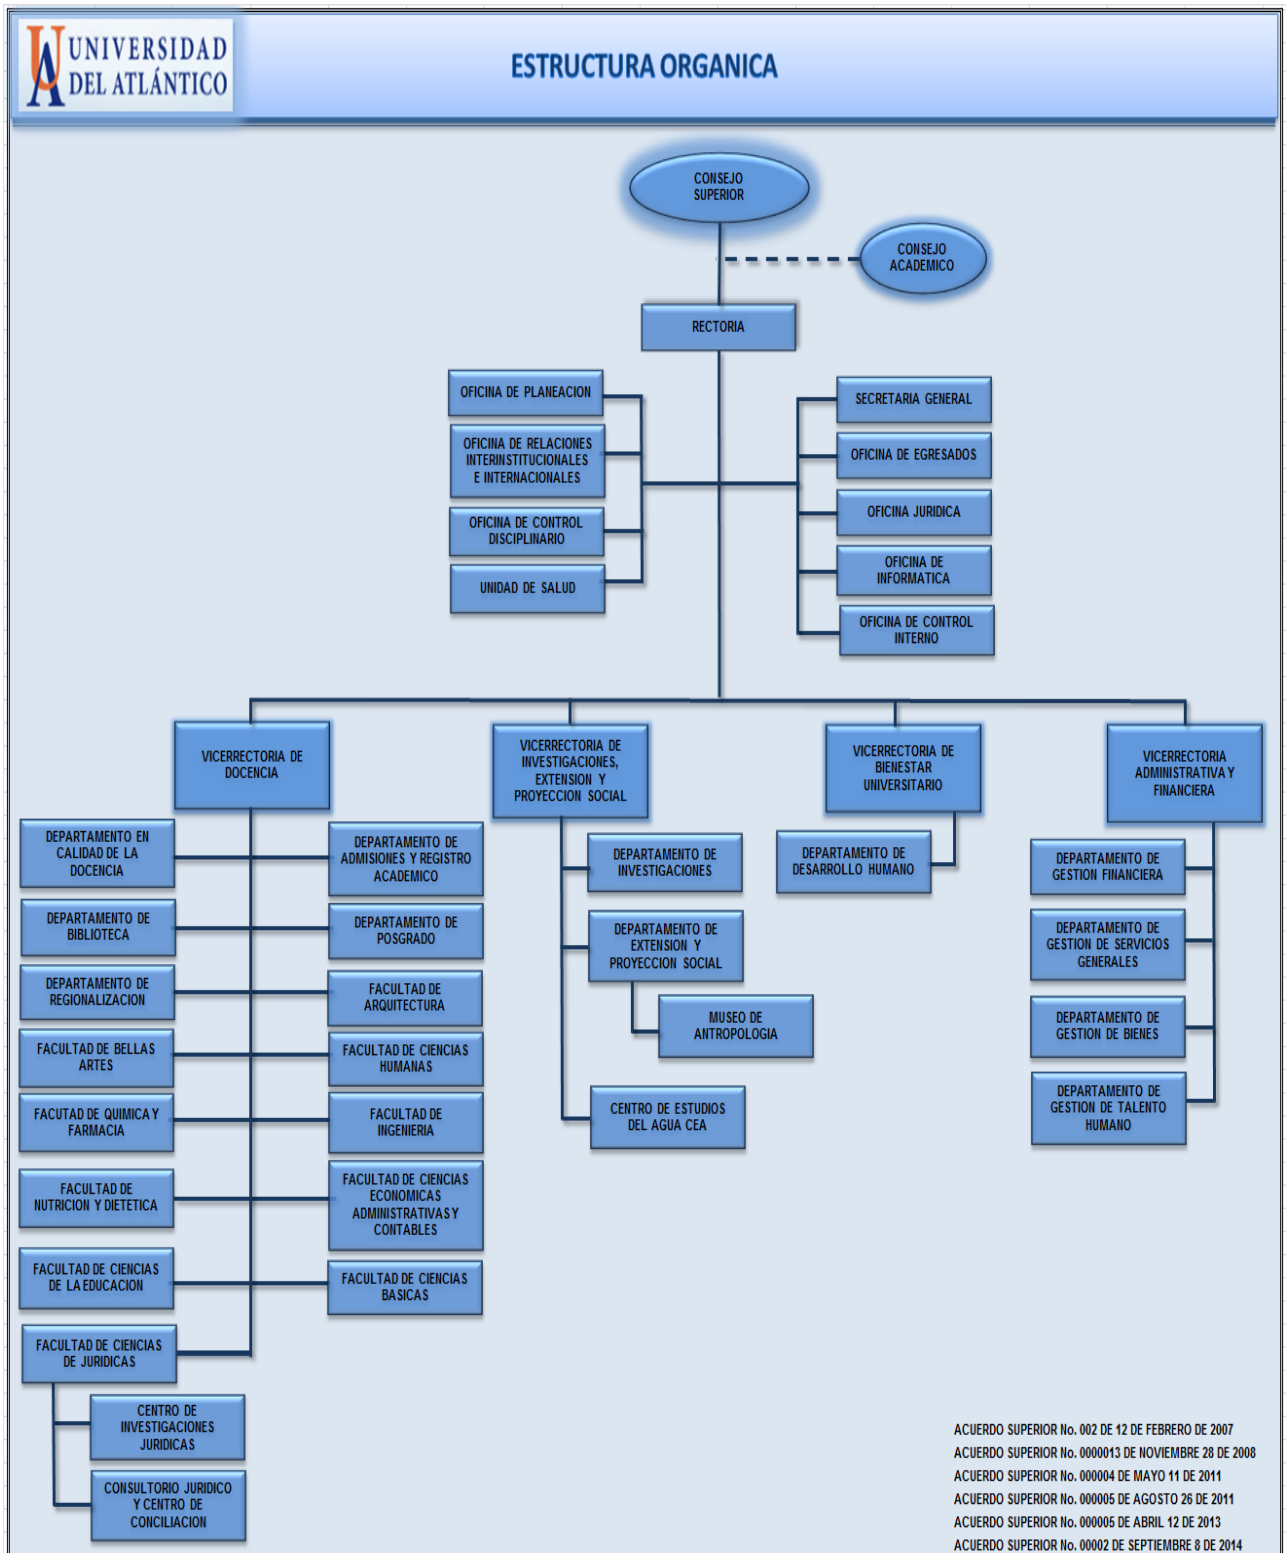 UNIVERSIDAD
DEL ATLÁNTICO
ESTRUCTURA ORGANICA
CONSEJO
SUPERIOR
CONSEJO
ACADEMICO
RECTORIA
OFICINA DE PLANEACION
OFICINA DE RELACIONES
INTERINSTITUCIONALES
E INTERNACIONALES
OFICINA DE CONTROL
DISCIPLINARIO
UNIDAD DE SALUD
SECRETARIA GENERAL
OFICINA DE EGRESADOS
OFICINA JURIDICA
OFICINA DE
INFORMATICA
OFICINA DE CONTROL
INTERNO
VICERRECTORIA DE
DOCENCIA
VICERRECTORIA DE
INVESTIGACIONES,
EXTENSION Y
PROYECCION SOCIAL
VICERRECTORIA DE
BIENESTAR
UNIVERSITARIO
VICERRECTORIA
ADMINISTRATIVA Y
FINANCIERA
DEPARTAMENTO EN
CALIDAD DE LA
DOCENCIA
DEPARTAMENTO DE
ADMISIONES Y REGISTRO
ACADEMICO
DEPARTAMENTO DE
BIBLIOTECA
DEPARTAMENTO DE
POSGRADO
DEPARTAMENTO DE
REGIONALIZACION
FACULTAD DE
ARQUITECTURA
FACULTAD DE BELLAS
ARTES
FACULTAD DE CIENCIAS
HUMANAS
FACUTAD DE QUIMICA Y
FARMACIA
FACULTAD DE
INGENIERIA
FACULTAD DE
NUTRICION Y DIETETICA
FACULTAD DE CIENCIAS
ECONOMICAS
ADMINISTRATIVAS Y
CONTABLES
FACULTAD DE CIENCIAS
DE LA EDUCACION
FACULTAD DE CIENCIAS
BASICAS
FACULTAD DE CIENCIAS
DE JURIDICAS
CENTRO DE
INVESTIGACIONES
JURIDICAS
CONSULTORIO JURIDICO
Y CENTRO DE
CONCILIACION
DEPARTAMENTO DE
INVESTIGACIONES
DEPARTAMENTO DE
EXTENSION Y
PROYECCION SOCIAL
MUSEO DE
ANTROPOLOGIA
CENTRO DE ESTUDIOS
DEL AGUA CEA
DEPARTAMENTO DE
DESARROLLO HUMANO
DEPARTAMENTO DE
GESTION FINANCIERA
DEPARTAMENTO DE
GESTION DE SERVICIOS
GENERALES
DEPARTAMENTO DE
GESTION DE BIENES
DEPARTAMENTO DE
GESTION DE TALENTO
HUMANO
ACUERDO SUPERIOR No. 002 DE 12 DE FEBRERO DE 2007
ACUERDO SUPERIOR No. 0000013 DE NOVIEMBRE 28 DE 2008
ACUERDO SUPERIOR No. 000004 DE MAYO 11 DE 2011
ACUERDO SUPERIOR No. 000005 DE AGOSTO 26 DE 2011
ACUERDO SUPERIOR No. 000005 DE ABRIL 12 DE 2013
ACUERDO SUPERIOR No. 00002 DE SEPTIEMBRE 8 DE 2014